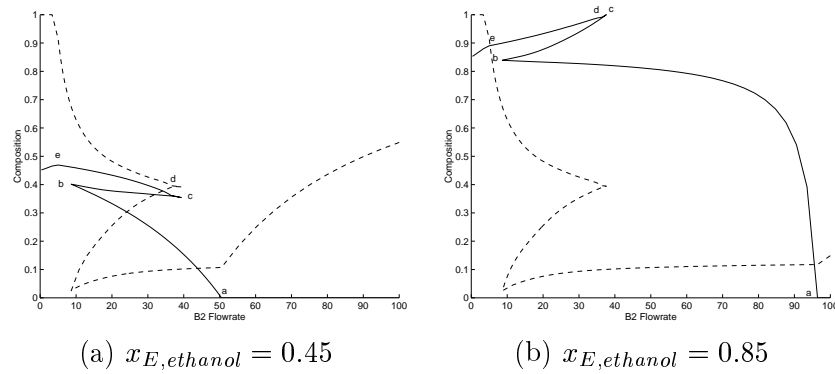 1
0.9
0.8
0.7
0.6
0.5
0.4
0.3
0.2
0.1
0
Composition
e
b
d
c
a
0 10 20 30 40 50 60 70 80 90 100
B2 Flowrate
(a) x_{E,ethanol} = 0.45
1
0.9
0.8
0.7
0.6
0.5
0.4
0.3
0.2
0.1
0
Composition
d
c
e
b
a
0 10 20 30 40 50 60 70 80 90 100
B2 Flowrate
(b) x_{E,ethanol} = 0.85